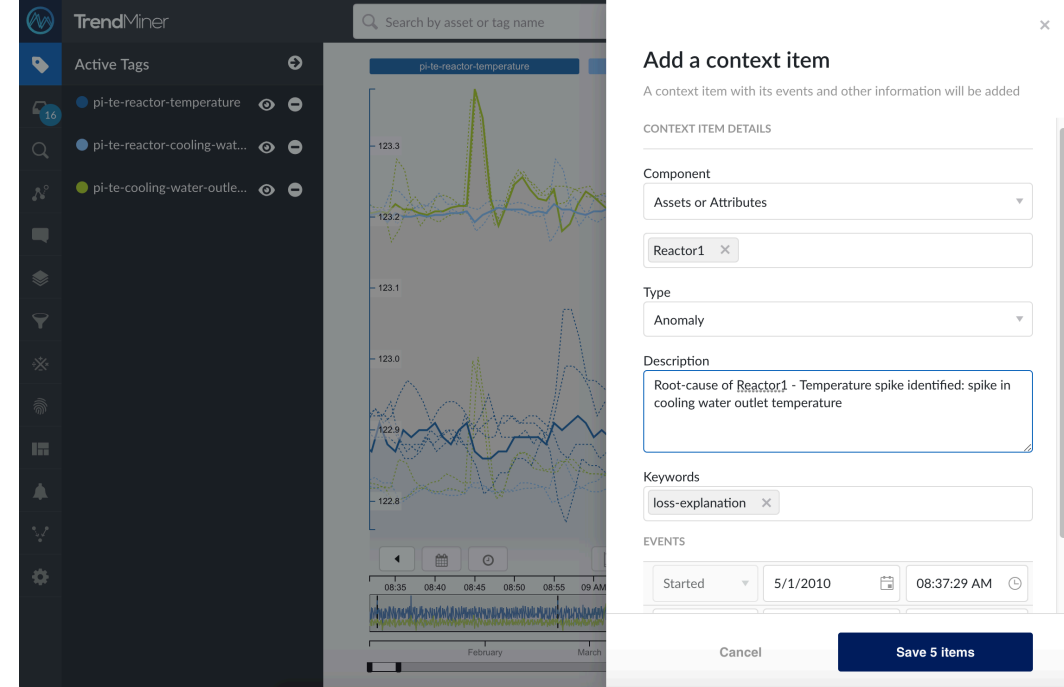 TrendMiner
Search by asset or tag name
Active Tags
pi-te-reactor-temperature
16
pi-te-reactor-cooling-wat...
pi-te-cooling-water-outle...
pi-te-reactor-temperature
123.3
123.2
123.1
123.0
122.9
122.8
08:35 08:40 08:45 08:50 08:55 09 AM
February March
Add a context item
A context item with its events and other information will be added
CONTEXT ITEM DETAILS
Component
Assets or Attributes
Reactor1
Type
Anomaly
Description
Root-cause of Reactor1 - Temperature spike identified: spike in
cooling water outlet temperature
Keywords
loss-explanation
EVENTS
Started 5/1/2010 08:37:29 AM
Cancel Save 5 items